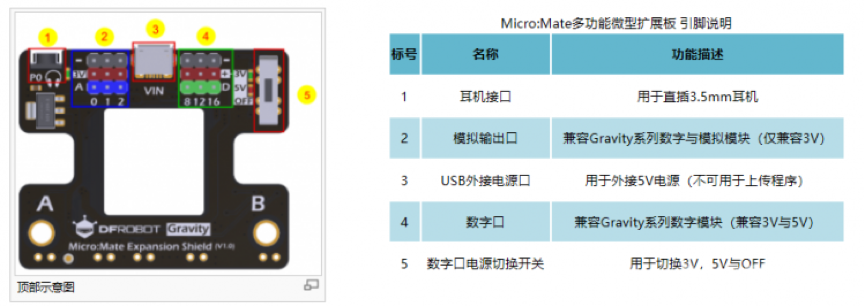 1
2
3
4
5
P0
3V
A
0 1 2
VIN
+
D
8 12 16
3V
5V
OFF
A
B
DFROBOT Gravity
Micro:Mate Expansion Shield (V1.0)
顶部示意图
Micro:Mate多功能微型扩展板 引脚说明
标号 名称 功能描述
1 耳机接口 用于直插3.5mm耳机
2 模拟输出口 兼容Gravity系列数字与模拟模块（仅兼容3V）
3 USB外接电源口 用于外接5V电源（不可用于上传程序）
4 数字口 兼容Gravity系列数字模块（兼容3V与5V）
5 数字口电源切换开关 用于切换3V，5V与OFF